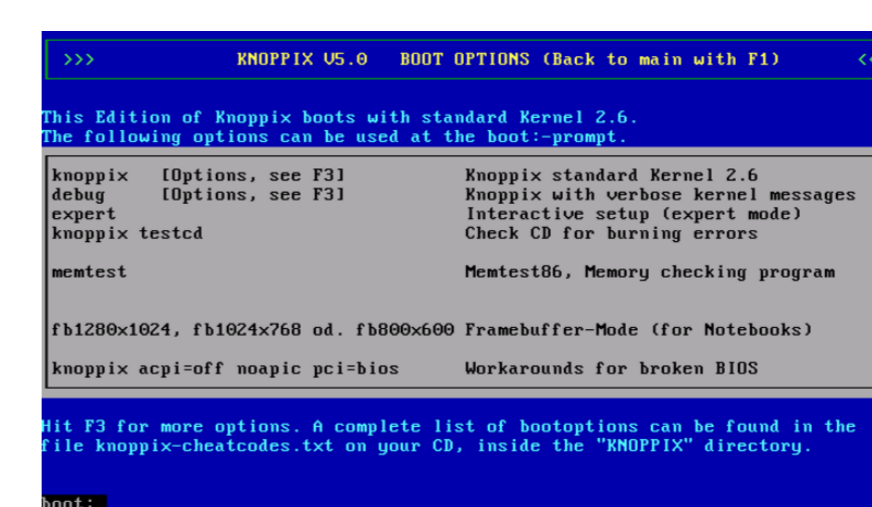 >>> KNOPPIX V5.0 BOOT OPTIONS (Back to main with F1) <
This Edition of Knoppix boots with standard Kernel 2.6.
The following options can be used at the boot:-prompt.
knoppix [Options, see F3] Knoppix standard Kernel 2.6
debug [Options, see F3] Knoppix with verbose kernel messages
expert Interactive setup (expert mode)
knoppix testcd Check CD for burning errors
memtest Memtest86, Memory checking program
fb1280x1024, fb1024x768 od. fb800x600 Framebuffer-Mode (for Notebooks)
knoppix acpi=off noapic pci=bios Workarounds for broken BIOS
Hit F3 for more options. A complete list of bootoptions can be found in the
file knoppix-cheatcodes.txt on your CD, inside the "KNOPPIX" directory.
boot: